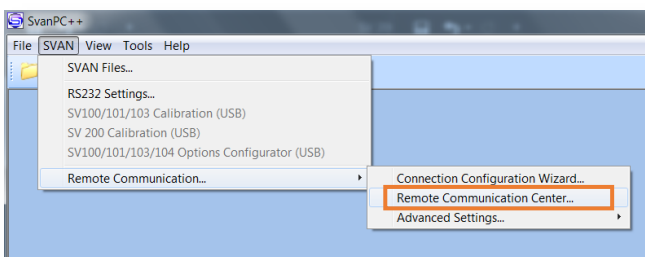 SvanPC++
File SVAN View Tools Help
SVAN Files...
RS232 Settings...
SV100/101/103 Calibration (USB)
SV 200 Calibration (USB)
SV100/101/103/104 Options Configurator (USB)
Remote Communication...
Connection Configuration Wizard...
Remote Communication Center...
Advanced Settings...